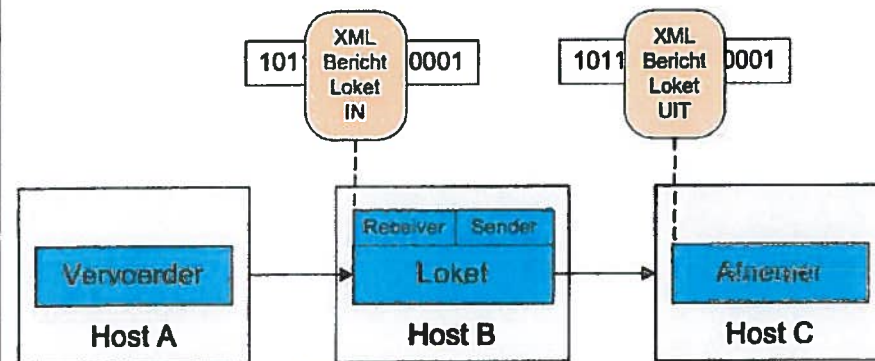 XML
Bericht
Loket
IN
1011
0001
XML
Bericht
Loket
UIT
1011
0001
Receiver
Sender
Vervoerder
Loket
Afnemer
Host A
Host B
Host C